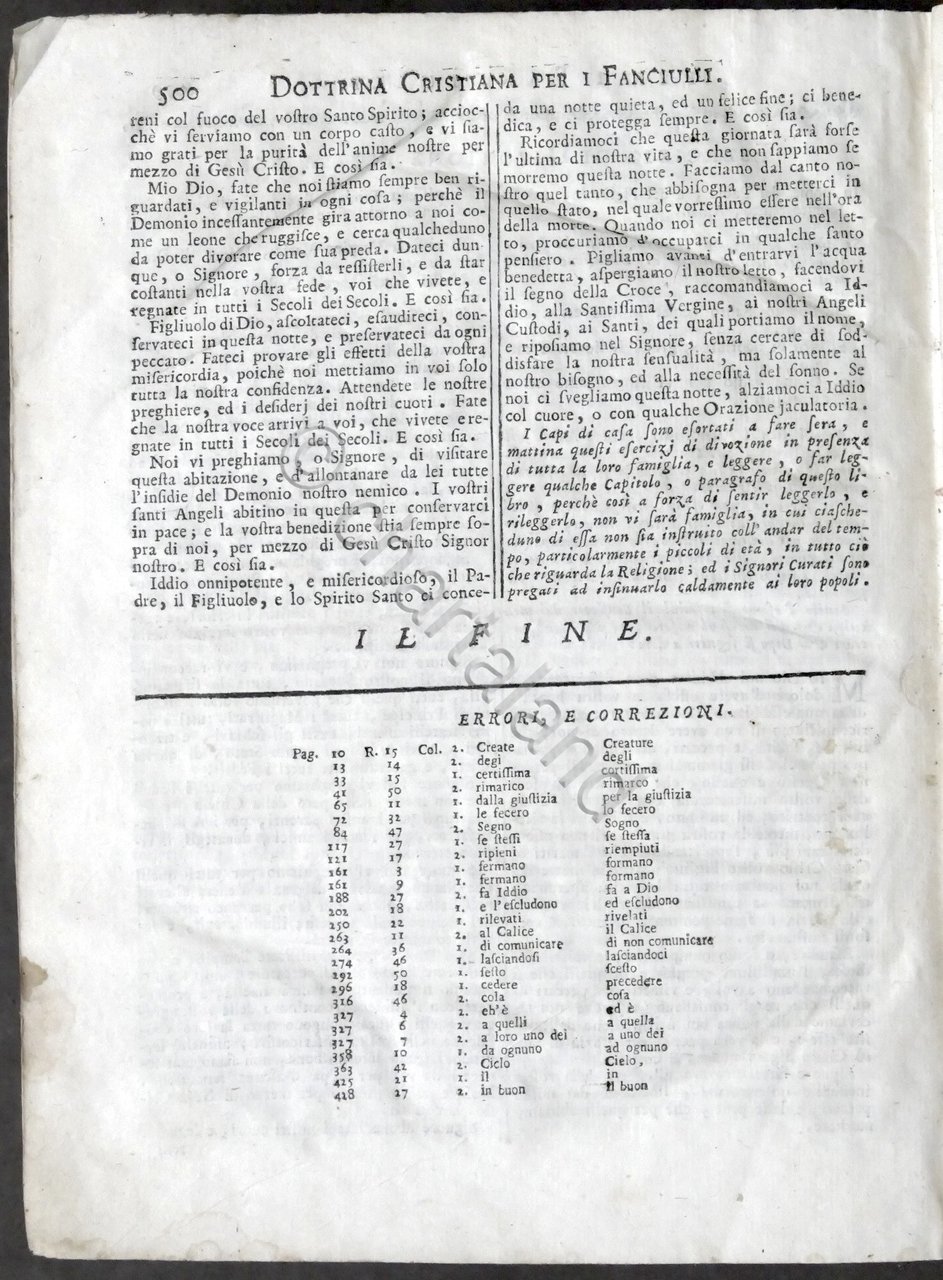 500 DOTTRINA CRISTIANA PER I FANCIULLI.
reni col fuoco del vostro Santo Spirito; accioc-
chè vi serviamo con un corpo casto, e vi sia-
mo grati per la purità dell'anime nostre per
mezzo di Gesù Cristo. E così sia.
Mio Dio, fate che noi stiamo sempre ben ri-
guardati, e vigilanti in ogni cosa; perchè il
Demonio incessantemente gira attorno a noi co-
me un leone che ruggisce, e cerca qualcheduno
da poter divorare come sua preda. Dateci dun-
que, o Signore, forza da ressisterli, e da star
costanti nella vostra fede, voi che vivete, e
regnate in tutti i Secoli dei Secoli. E così sia.
Figliuolo di Dio, ascoltateci, esauditeci, con-
servateci in questa notte, e preservateci da ogni
peccato. Fateci provare gli effetti della vostra
misericordia, poichè noi mettiamo in voi solo
tutta la nostra confidenza. Attendete le nostre
preghiere, ed i desiderj dei nostri cuori. Fate
che la nostra voce arrivi a voi, che vivete e re-
gnate in tutti i Secoli dei Secoli. E così sia.
Noi vi preghiamo, o Signore, di visitare
questa abitazione, e d'allontanare da lei tutte
l'insidie del Demonio nostro nemico. I vostri
santi Angeli abitino in questa per conservarci
in pace; e la vostra benedizione stia sempre so-
pra di noi, per mezzo di Gesù Cristo Signor
nostro. E così sia.
Iddio onnipotente, e misericordioso, il Pa-
dre, il Figliuolo, e lo Spirito Santo ci conce-
da una notte quieta, ed un felice fine; ci bene-
dica, e ci protegga sempre. E così sia.
Ricordiamoci che questa giornata sarà forse
l'ultima di nostra vita, e che non sappiamo se
morremo questa notte. Facciamo dal canto no-
stro quel tanto, che abbisogna per metterci in
quello stato, nel quale vorressimo essere nell'ora
della morte. Quando noi ci metteremo nel let-
to, proccuriamo d'occuparci in qualche santo
pensiero. Pigliamo avanti d'entrarvi l'acqua
benedetta, aspergiamo il nostro letto, facendovi
il segno della Croce, raccomandiamoci a Id-
dio, alla Santissima Vergine, ai nostri Angeli
Custodi, ai Santi, dei quali portiamo il nome,
e riposiamo nel Signore, senza cercare di sod-
disfare la nostra sensualità, ma solamente al
nostro bisogno, ed alla necessità del sonno. Se
noi ci svegliamo questa notte, alziamoci a Iddio
col cuore, o con qualche Orazione jaculatoria.
I Capi di casa sono esortati a fare sera, e
mattina questi esercizj di divozione in presenza
di tutta la loro famiglia, e leggere, o far leg-
gere qualche Capitolo, o paragrafo di questo li-
bro, perchè così a forza di sentir leggerlo, e
rileggerlo, non vi sarà famiglia, in cui ciasche-
duno di essa non sia instruito coll'andar del tem-
po, particolarmente i piccoli di età, in tutto ciò
che riguarda la Religione; ed i Signori Curati sono
pregati ad insinuarlo caldamente ai loro popoli.
IL FINE.
ERRORI, E CORREZIONI.
Pag. 10 R. 15 Col. 2. Create Creature
13 14 2. degi degli
33 15 1. certissima cortissima
41 50 2. rimarico rimarco
65 11 1. dalla giustizia per la giustizia
72 32 1. le fecero lo fecero
84 47 2. Segno Sogno
117 27 1. se stessi se stessa
121 17 2. ripieni riempiuti
161 3 1. fermano formano
161 9 1. fermano formano
188 27 2. fa Iddio fa a Dio
202 18 1. e l'escludono ed escludono
250 22 1. rilevati rivelati
263 11 2. al Calice il Calice
264 36 1. di comunicare di non comunicare
274 46 1. lasciandosi lasciandoci
292 50 1. sesto scesto
296 18 1. cedere precedere
316 46 2. cola cosa
327 4 2. eh'è ed è
327 6 2. a quelli a quella
327 7 2. a loro uno dei a uno dei
358 10 1. da ognuno ad ognuno
363 42 2. Ciclo Cielo,
425 21 1. il in
428 27 2. in buon il buon
© chartaland